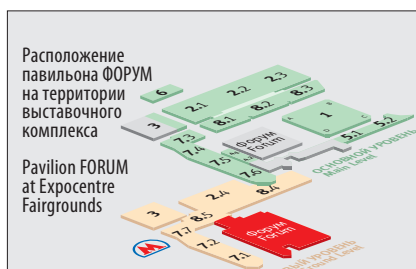 Расположение
павильона ФОРУМ
на территории
выставочного
комплекса
Pavilion FORUM
at Expocentre
Fairgrounds
6
2.1
2.2
2.3
8.1
8.2
8.3
3
7.3
7.4
7.5
7.6
Форум
Forum
A
B
C
D
1
5.1
5.2
ОСНОВНОЙ УРОВЕНЬ
Main Level
3
2.4
8.4
8.5
7.7
7.2
7.1
Форум
Forum
М
УРОВЕНЬ
Level